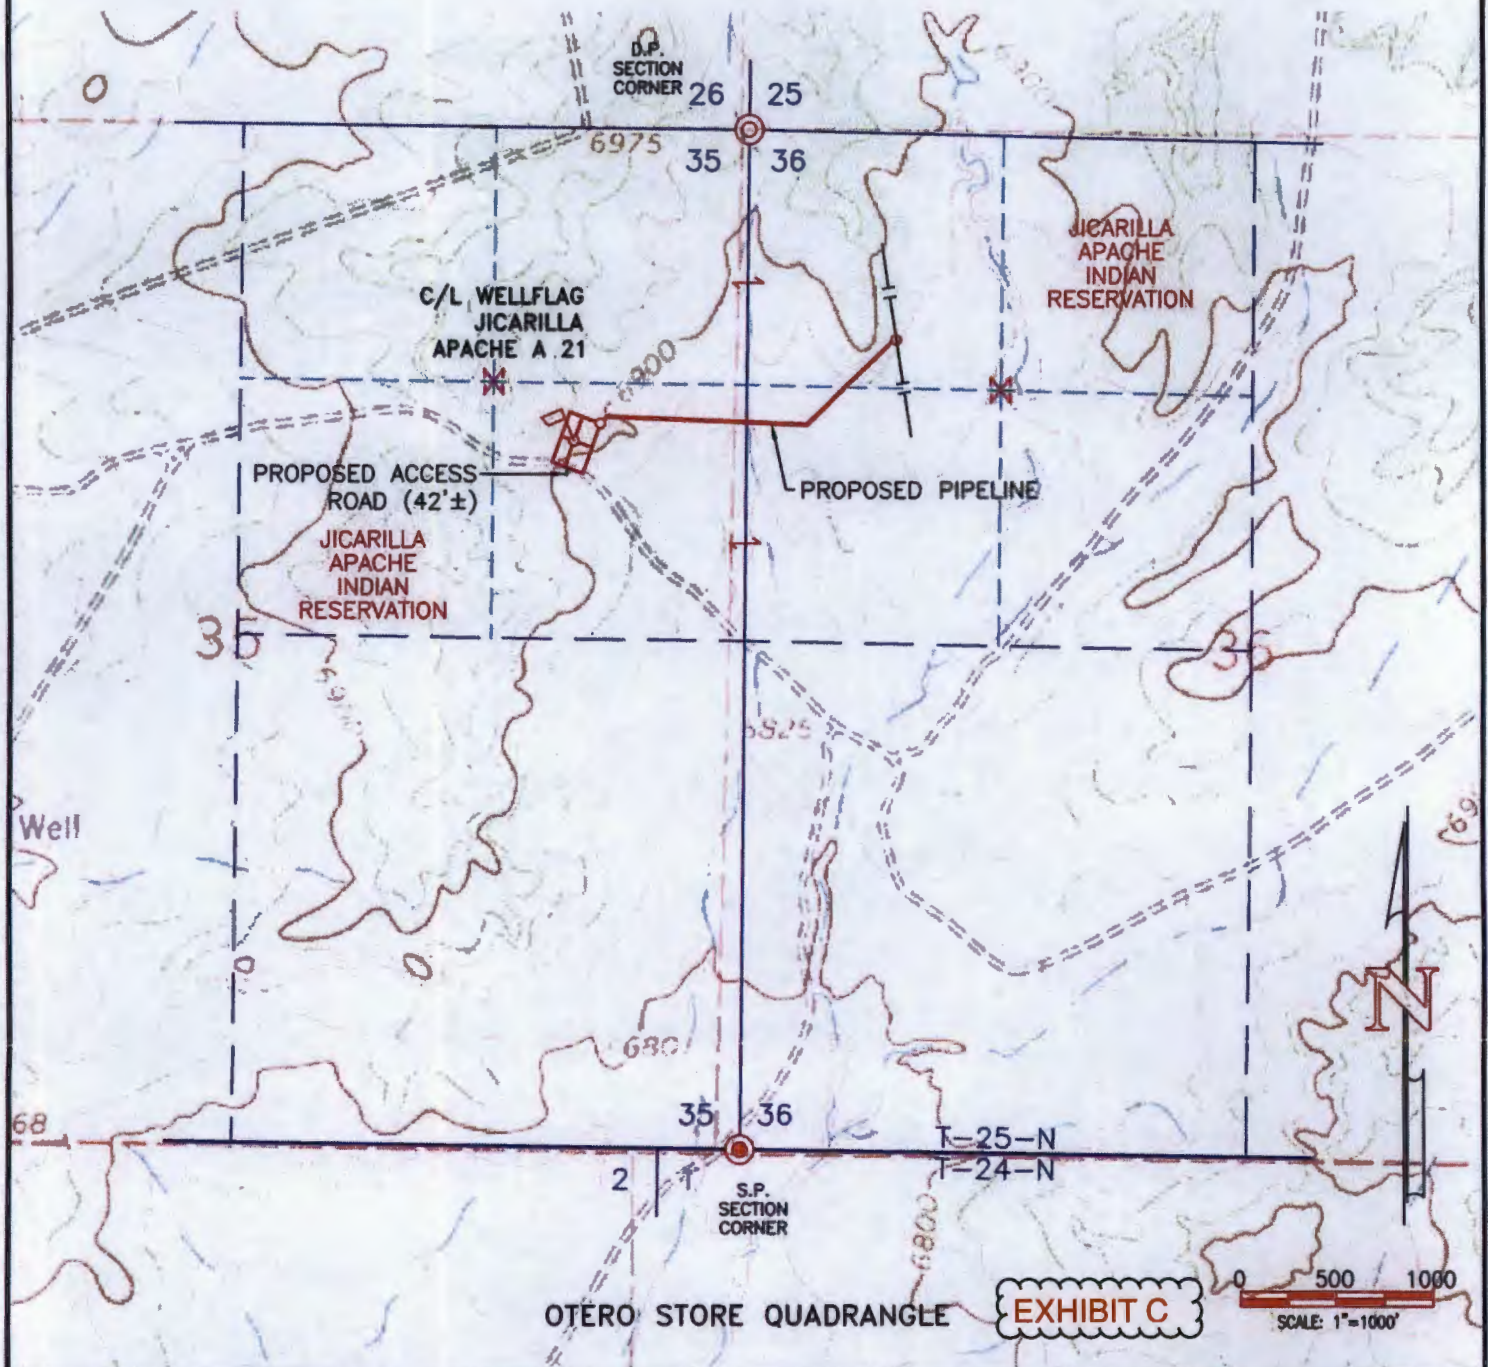 D.P.
SECTION
CORNER
26 25
6975
35 36
JICARILLA
APACHE
INDIAN
RESERVATION
C/L WELLFLAG
JICARILLA
APACHE A 21
PROPOSED ACCESS
ROAD (42'±)
PROPOSED PIPELINE
JICARILLA
APACHE
INDIAN
RESERVATION
35
36
Well
35 36
T-25-N
T-24-N
2
S.P.
SECTION
CORNER
68
680
6800
N
OTERO STORE QUADRANGLE
EXHIBIT C
0 500 1000
SCALE: 1"=1000'